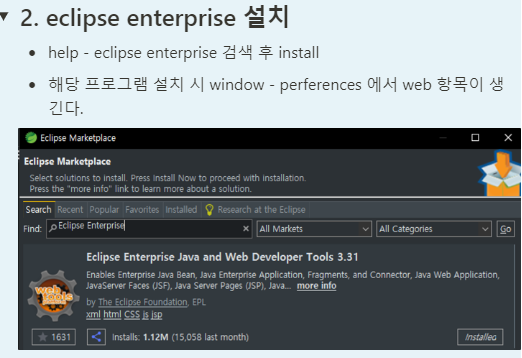 2. eclipse enterprise 설치
help - eclipse enterprise 검색 후 install
해당 프로그램 설치 시 window - perferences 에서 web 항목이 생
긴다.
Eclipse Marketplace
Eclipse Marketplace
Select solutions to install. Press Install Now to proceed with installation.
Press the "more info" link to learn more about a solution.
Search Recent Popular Favorites Installed Research at the Eclipse
Find: Eclipse Enterprise All Markets All Categories Go
Eclipse Enterprise Java and Web Developer Tools 3.31
Enables Enterprise Java Bean, Java Enterprise Application, Fragments, and Connector, Java Web Application,
JavaServer Faces (JSF), Java Server Pages (JSP), Java... more info
by The Eclipse Foundation, EPL
xml html CSS js jsp
web tools
1631 Installs: 1.12M (15,058 last month) Installed